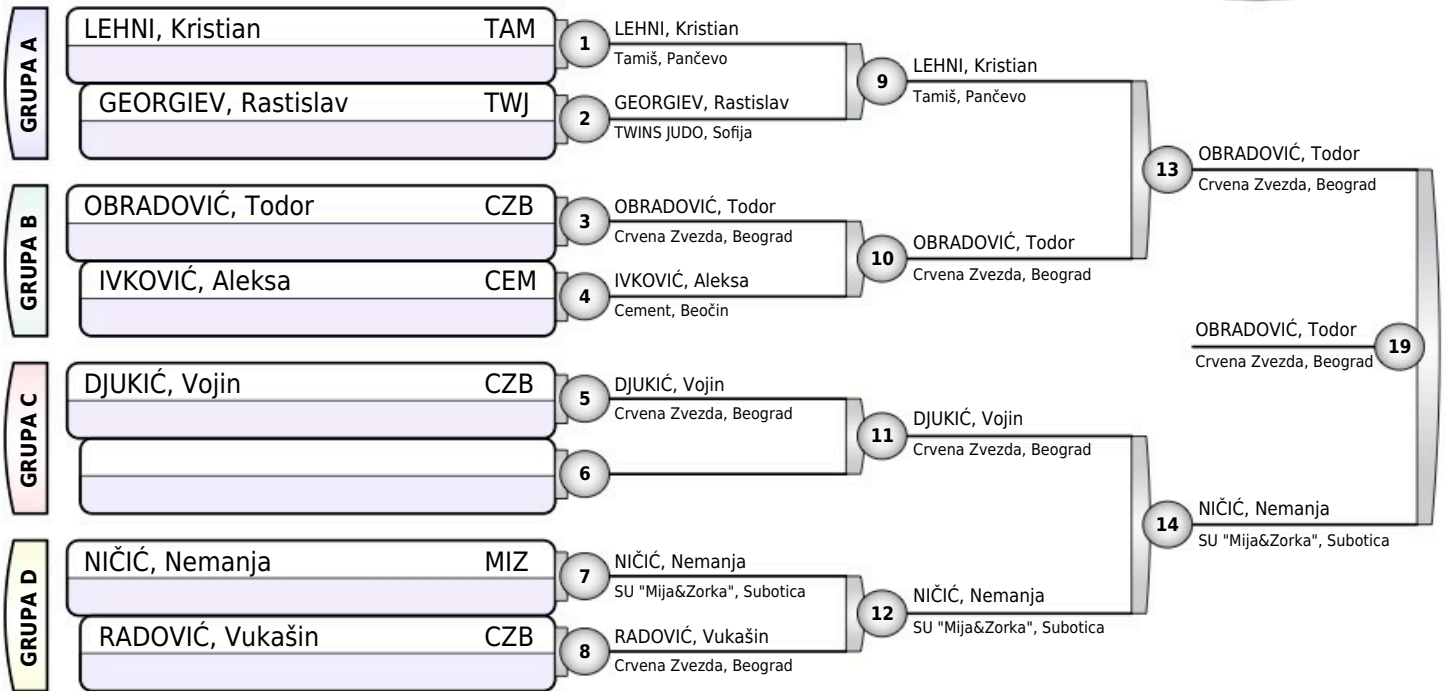 GRUPA A
LEHNI, Kristian TAM
GEORGIEV, Rastislav TWJ
GRUPA B
OBRADOVIĆ, Todor CZB
IVKOVIĆ, Aleksa CEM
GRUPA C
DJUKIĆ, Vojin CZB
GRUPA D
NIČIĆ, Nemanja MIZ
RADOVIĆ, Vukašin CZB
1
LEHNI, Kristian
Tamiš, Pančevo
2
GEORGIEV, Rastislav
TWINS JUDO, Sofija
3
OBRADOVIĆ, Todor
Crvena Zvezda, Beograd
4
IVKOVIĆ, Aleksa
Cement, Beočin
5
DJUKIĆ, Vojin
Crvena Zvezda, Beograd
6
7
NIČIĆ, Nemanja
SU "Mija&Zorka", Subotica
8
RADOVIĆ, Vukašin
Crvena Zvezda, Beograd
9
LEHNI, Kristian
Tamiš, Pančevo
10
OBRADOVIĆ, Todor
Crvena Zvezda, Beograd
11
DJUKIĆ, Vojin
Crvena Zvezda, Beograd
12
NIČIĆ, Nemanja
SU "Mija&Zorka", Subotica
13
OBRADOVIĆ, Todor
Crvena Zvezda, Beograd
14
NIČIĆ, Nemanja
SU "Mija&Zorka", Subotica
OBRADOVIĆ, Todor
Crvena Zvezda, Beograd
19